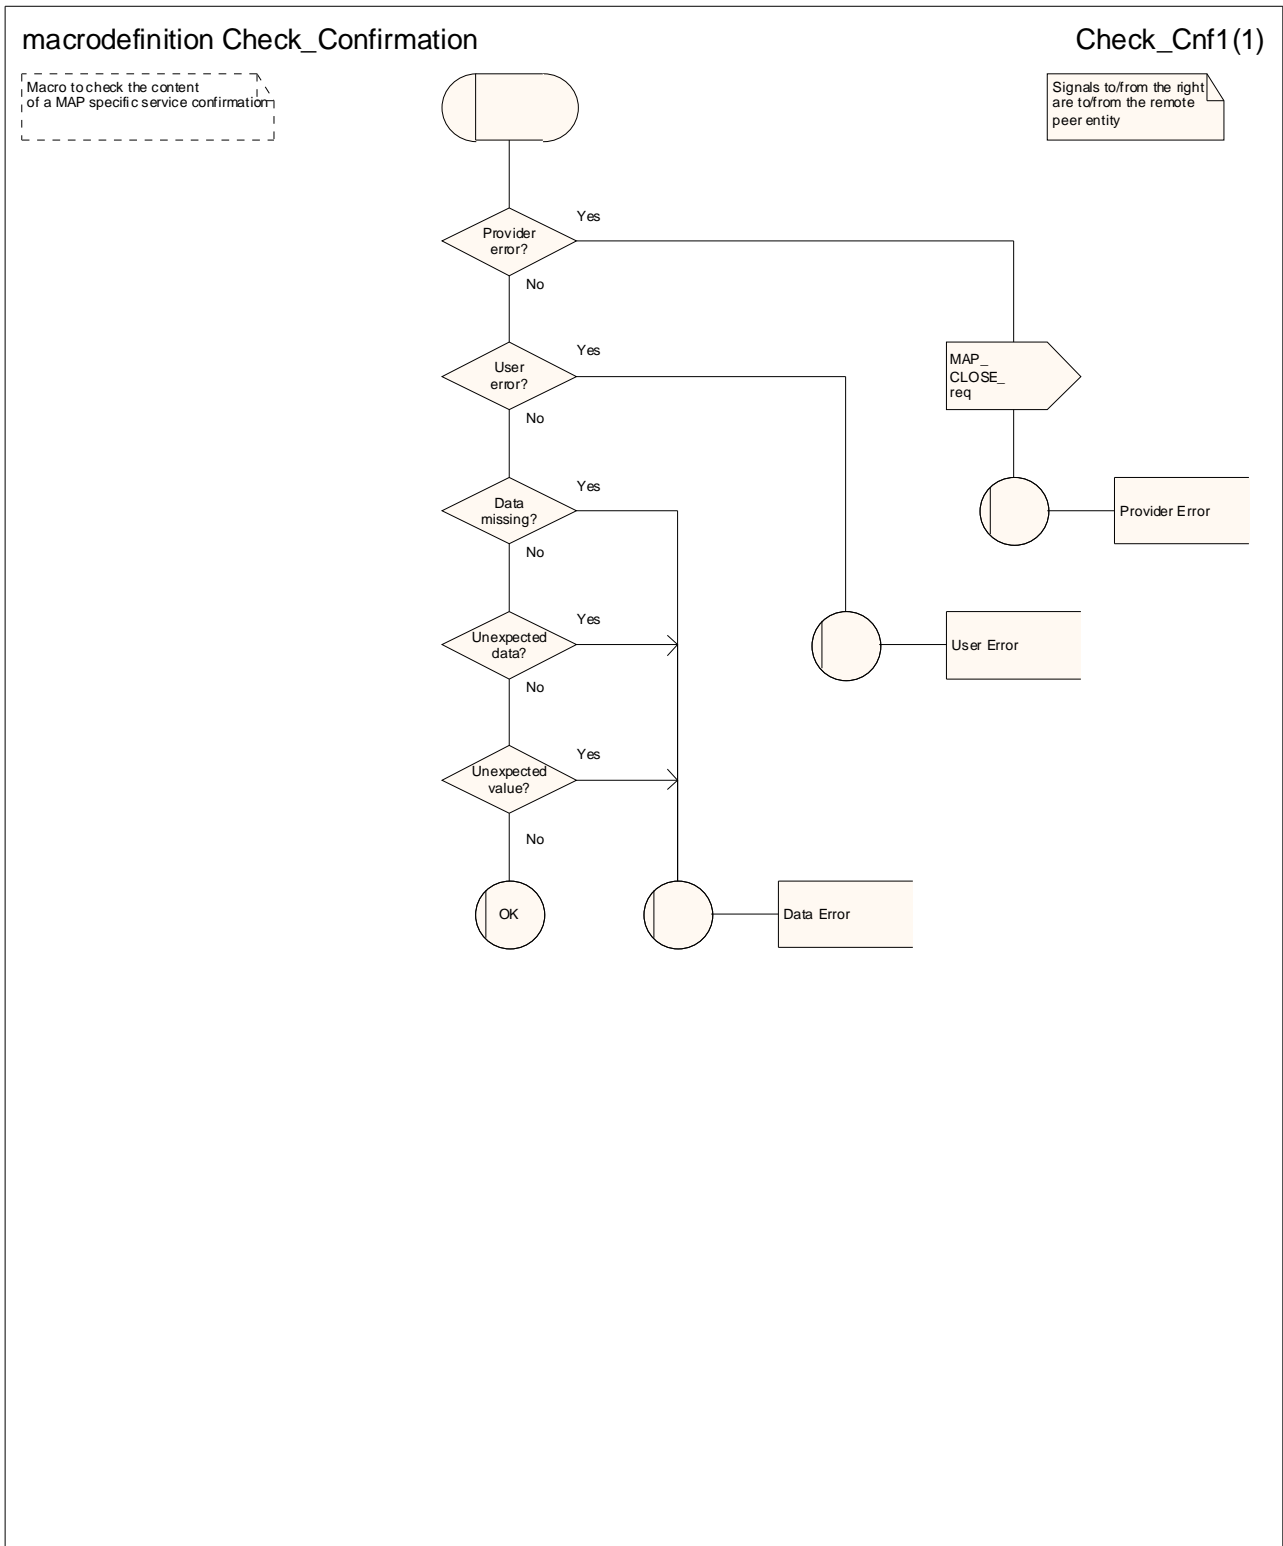 macrodefinition Check_Confirmation
Check_Cnf1(1)
Macro to check the content
of a MAP specific service confirmation
Signals to/from the right
are to/from the remote
peer entity
Yes
Provider
error?
No
Yes
User
error?
No
MAP_
CLOSE_
req
Yes
Data
missing?
No
Provider Error
Yes
Unexpected
data?
No
User Error
Yes
Unexpected
value?
No
OK
Data Error